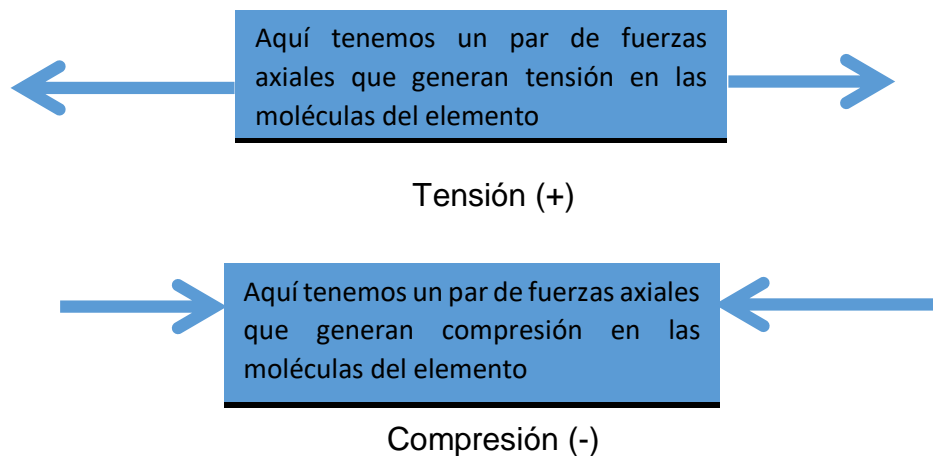 Aquí tenemos un par de fuerzas
axiales que generan tensión en las
moléculas del elemento
Tensión (+)
Aquí tenemos un par de fuerzas axiales
que generan compresión en las
moléculas del elemento
Compresión (-)